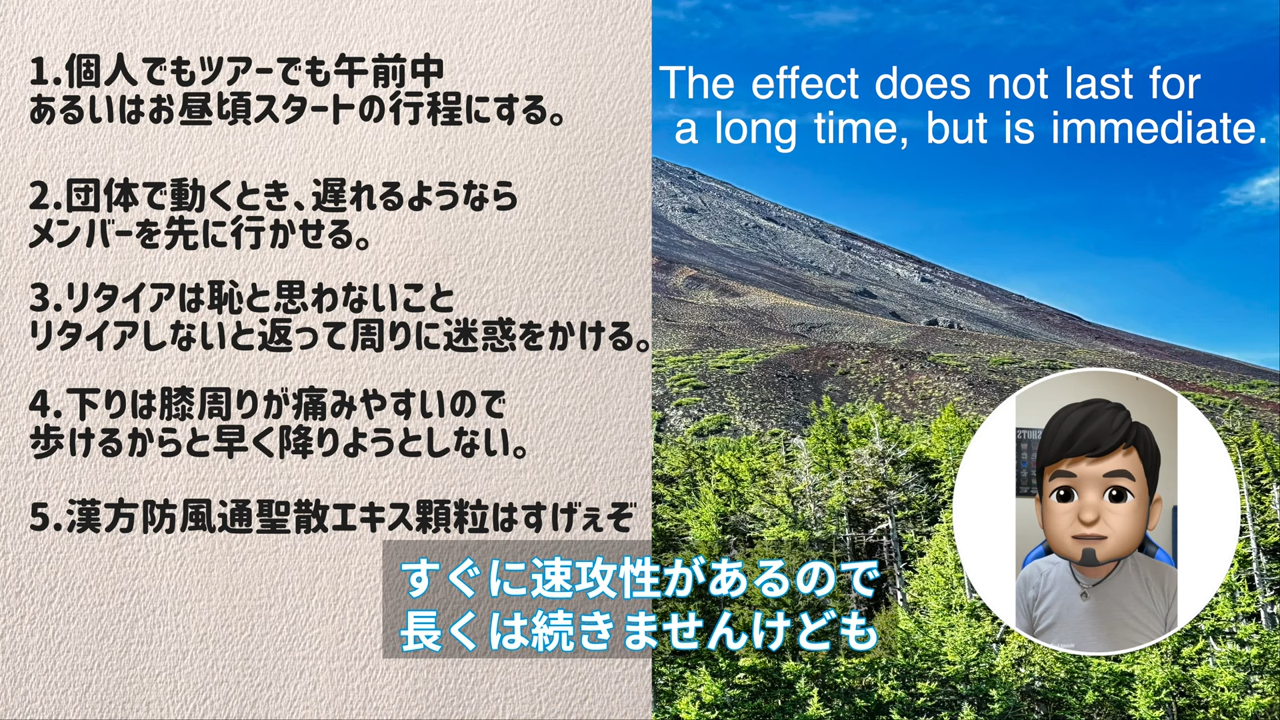 1.個人でもツアーでも午前中
あるいはお昼頃スタートの行程にする。
2.団体で動くとき、遅れるようなら
メンバーを先に行かせる。
3.リタイアは恥と思わないこと
リタイアしないと返って周りに迷惑をかける。
4.下りは膝周りが痛みやすいので
歩けるからと早く降りようとしない。
5.漢方防風通聖散エキス顆粒はすげぇぞ
The effect does not last for
a long time, but is immediate.
すぐに速攻性があるので
長くは続きませんけども